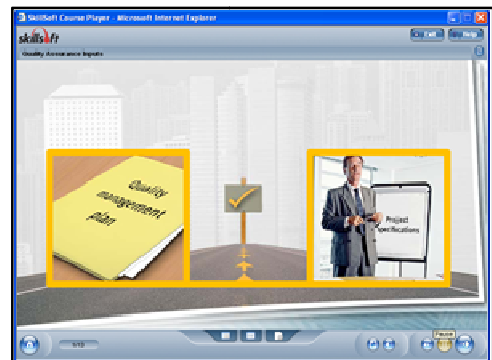 SkillSoft Course Player - Microsoft Internet Explorer
skillsoft
Exit Help
Quality Assurance Inputs
Quality
management
plan
Project
specifications
Pause